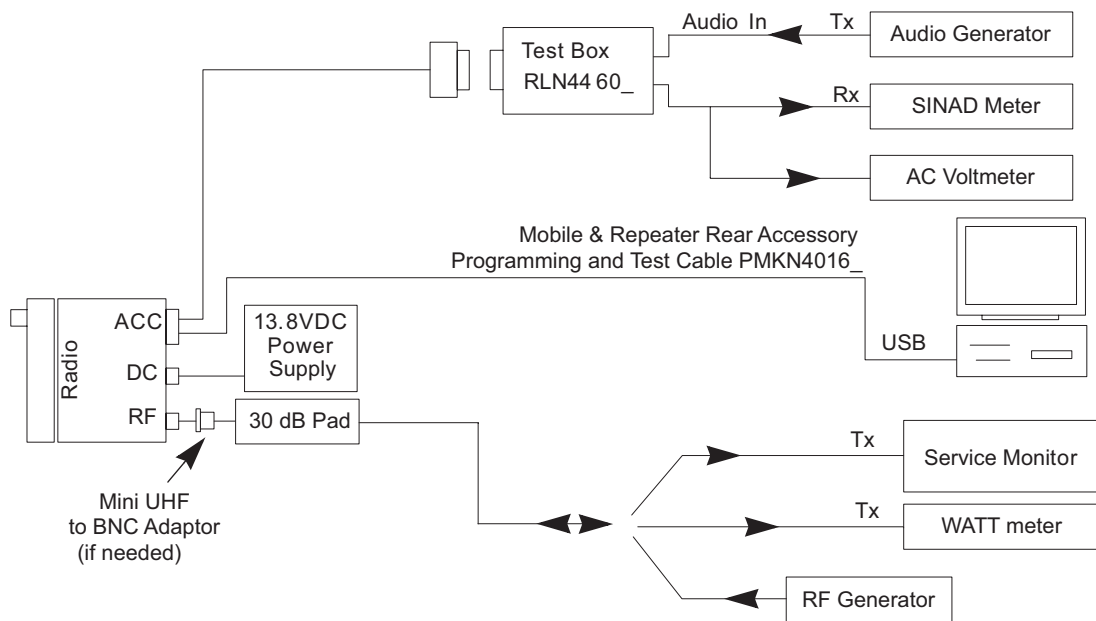 Audio In
Tx
Audio Generator
Test Box
RLN44 60_
Rx
SINAD Meter
AC Voltmeter
Mobile & Repeater Rear Accessory
Programming and Test Cable PMKN4016_
USB
Radio
ACC
DC
RF
13.8VDC
Power
Supply
30 dB Pad
Mini UHF
to BNC Adaptor
(if needed)
Tx
Service Monitor
Tx
WATT meter
RF Generator